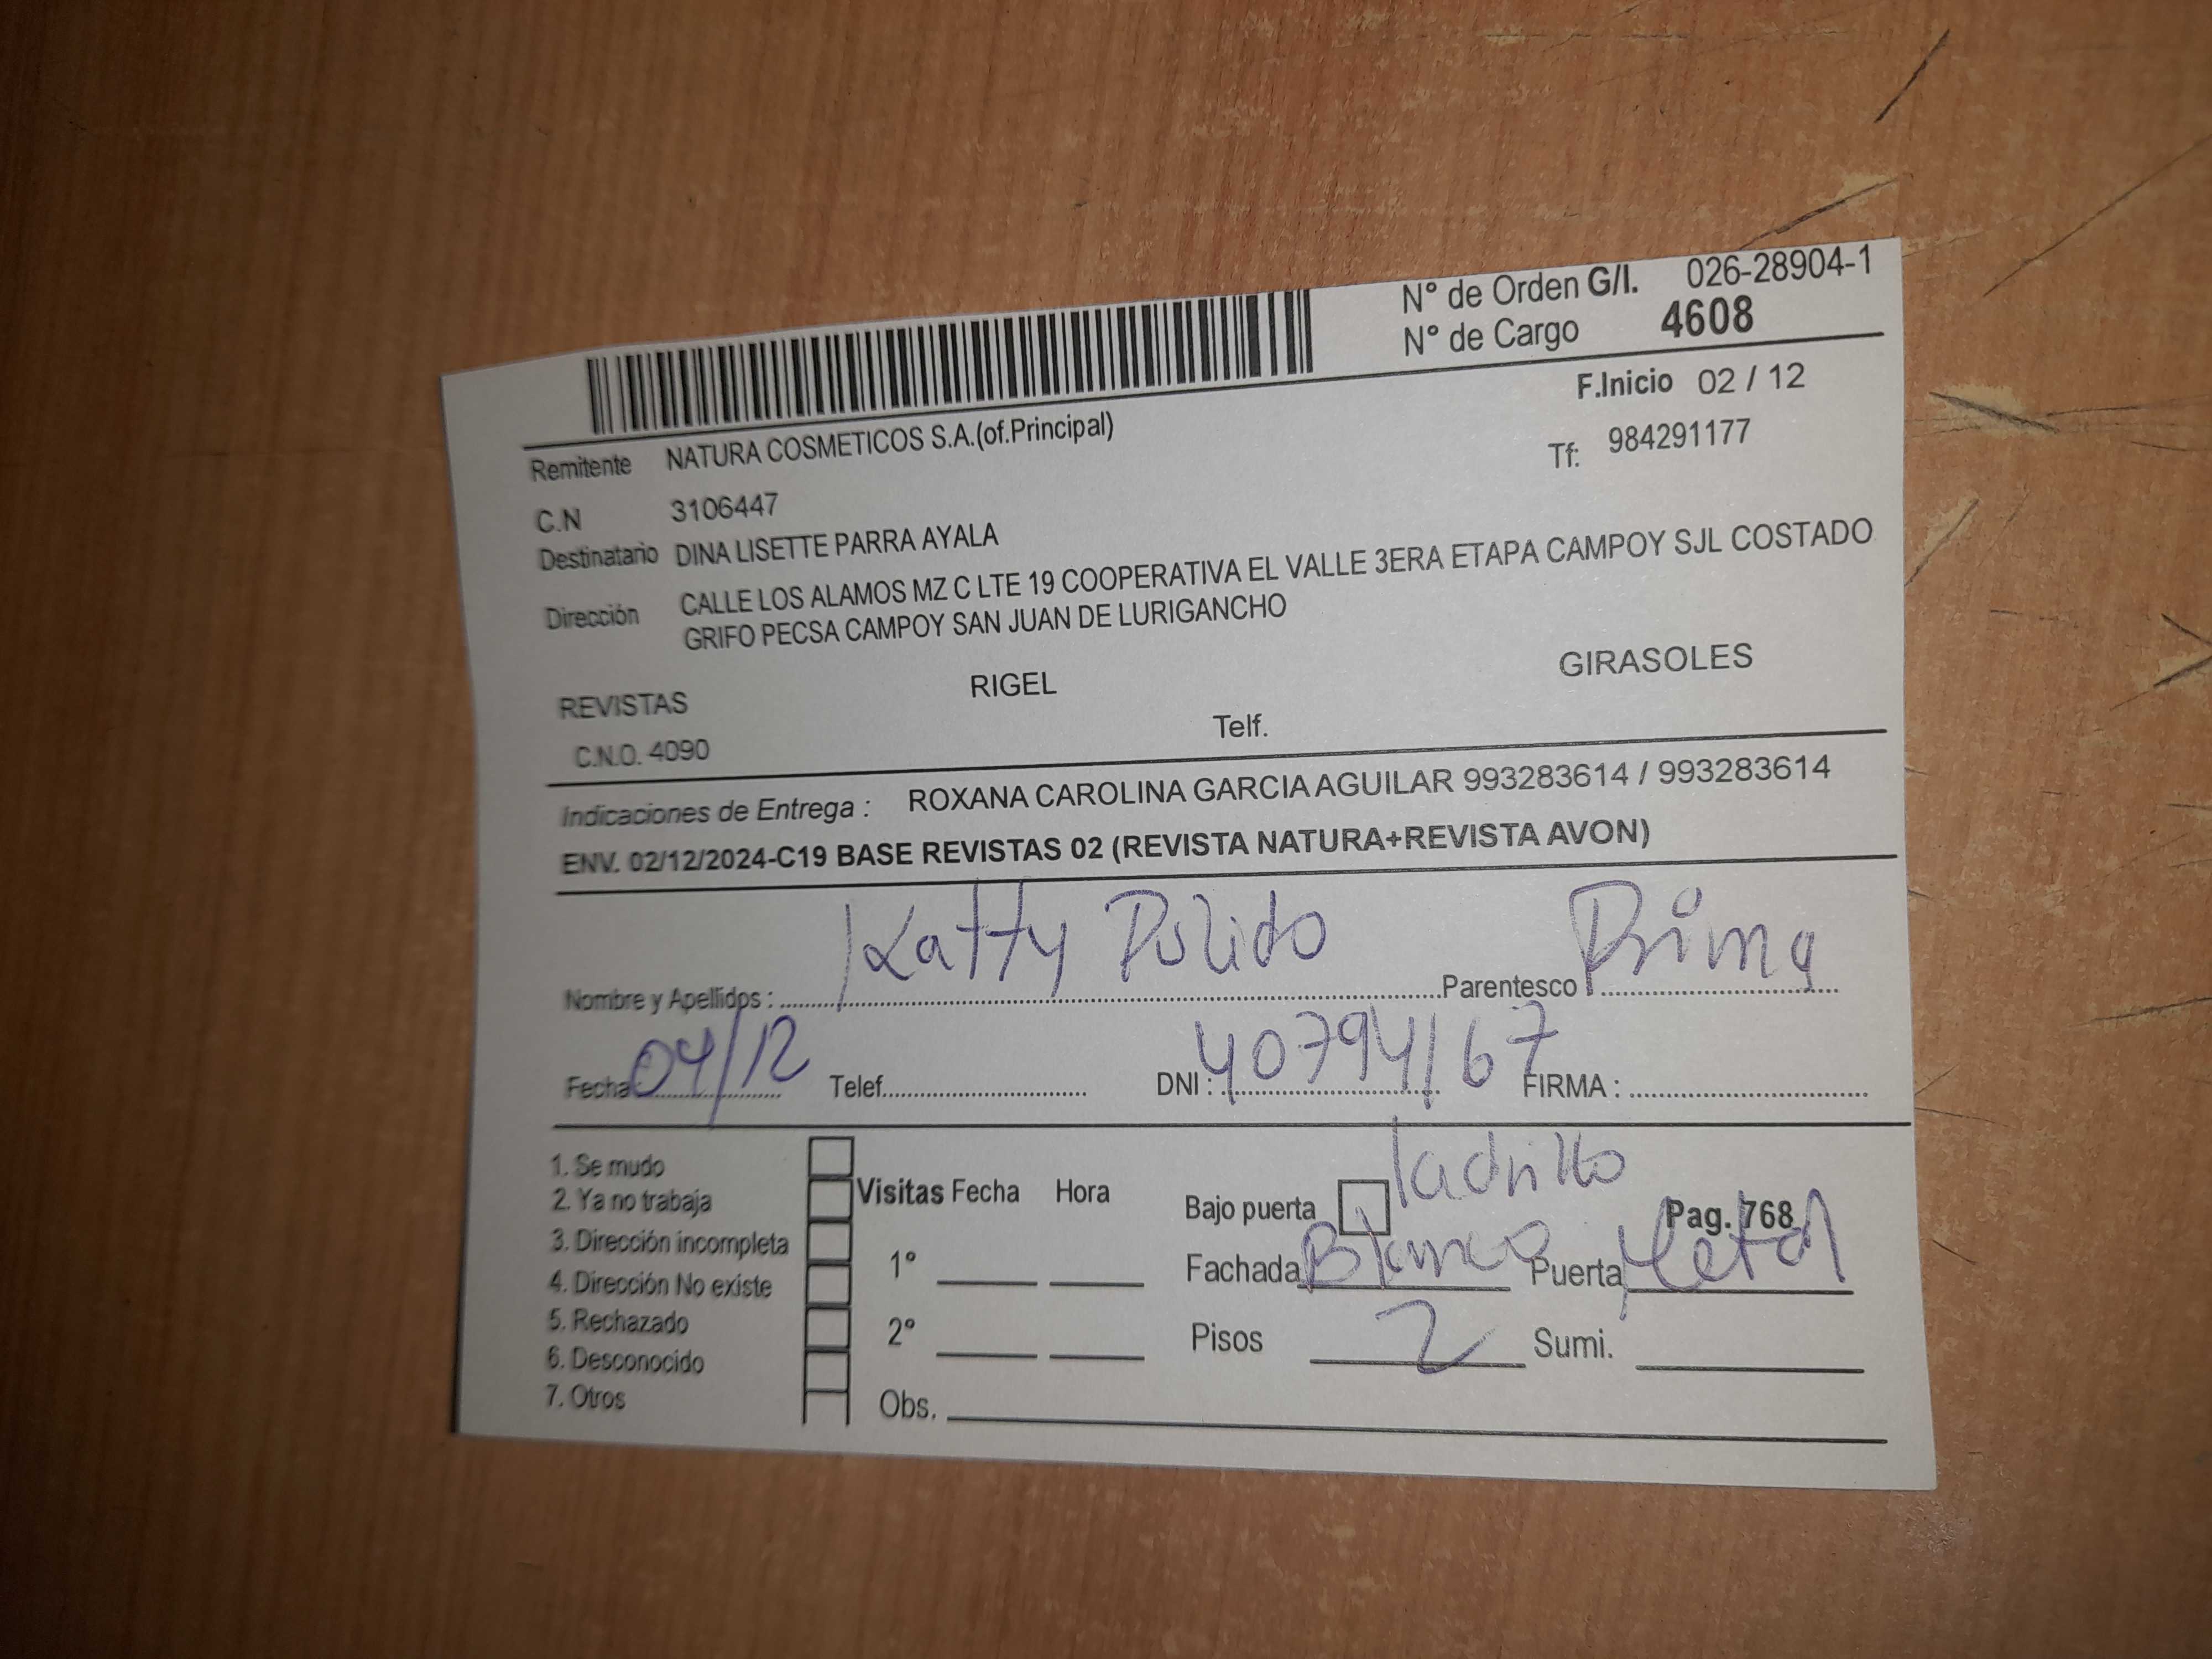 N° de Orden G/I. 026-28904-1
N° de Cargo 4608
F.Inicio 02 / 12
Remitente NATURA COSMETICOS S.A.(of.Principal)
Tf: 984291177
C.N 3106447
Destinatario DINA LISETTE PARRA AYALA
Dirección CALLE LOS ALAMOS MZ C LTE 19 COOPERATIVA EL VALLE 3ERA ETAPA CAMPOY SJL COSTADO
GRIFO PECSA CAMPOY SAN JUAN DE LURIGANCHO
REVISTAS RIGEL GIRASOLES
C.N.O. 4090 Telf.
Indicaciones de Entrega : ROXANA CAROLINA GARCIA AGUILAR 993283614 / 993283614
ENV. 02/12/2024-C19 BASE REVISTAS 02 (REVISTA NATURA+REVISTA AVON)
Nombre y Apellidos : Katty Pulido Parentesco Prima
Fecha 04/12 Telef. DNI : 40794167 FIRMA :
1. Se mudo
2. Ya no trabaja
3. Dirección incompleta
4. Dirección No existe
5. Rechazado
6. Desconocido
7. Otros
Visitas Fecha Hora
1°
2°
Obs.
ladrillo
Bajo puerta Pag. 768
Fachada Blanco Puerta Metal
Pisos 2 Sumi.